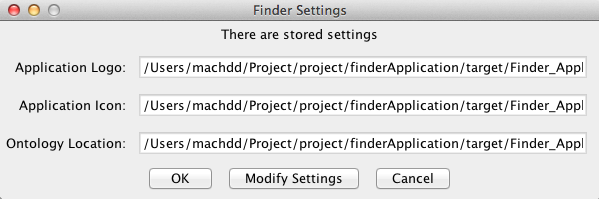 Finder Settings
There are stored settings
Application Logo: /Users/machdd/Project/project/finderApplication/target/Finder_Appl
Application Icon: /Users/machdd/Project/project/finderApplication/target/Finder_Appl
Ontology Location: /Users/machdd/Project/project/finderApplication/target/Finder_Appl
OK Modify Settings Cancel